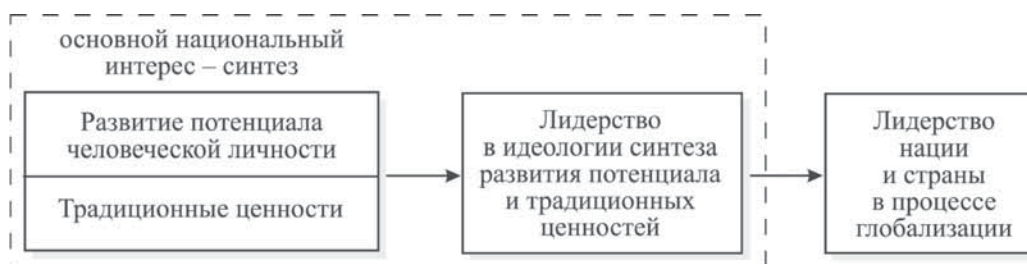 основной национальный
интерес – синтез
Развитие потенциала
человеческой личности
Традиционные ценности
Лидерство
в идеологии синтеза
развития потенциала
и традиционных
ценностей
Лидерство
нации
и страны
в процессе
глобализации